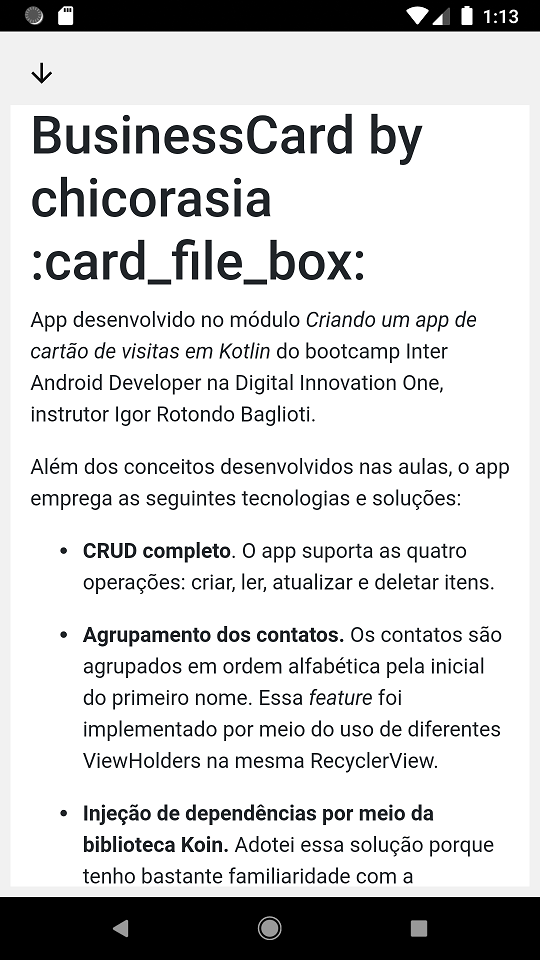 1:13
BusinessCard by
chicorasia
:card_file_box:
App desenvolvido no módulo Criando um app de
cartão de visitas em Kotlin do bootcamp Inter
Android Developer na Digital Innovation One,
instrutor Igor Rotondo Baglioti.
Além dos conceitos desenvolvidos nas aulas, o app
emprega as seguintes tecnologias e soluções:
• CRUD completo. O app suporta as quatro
operações: criar, ler, atualizar e deletar itens.
• Agrupamento dos contatos. Os contatos são
agrupados em ordem alfabética pela inicial
do primeiro nome. Essa feature foi
implementado por meio do uso de diferentes
ViewHolders na mesma RecyclerView.
• Injeção de dependências por meio da
biblioteca Koin. Adotei essa solução porque
tenho bastante familiaridade com a